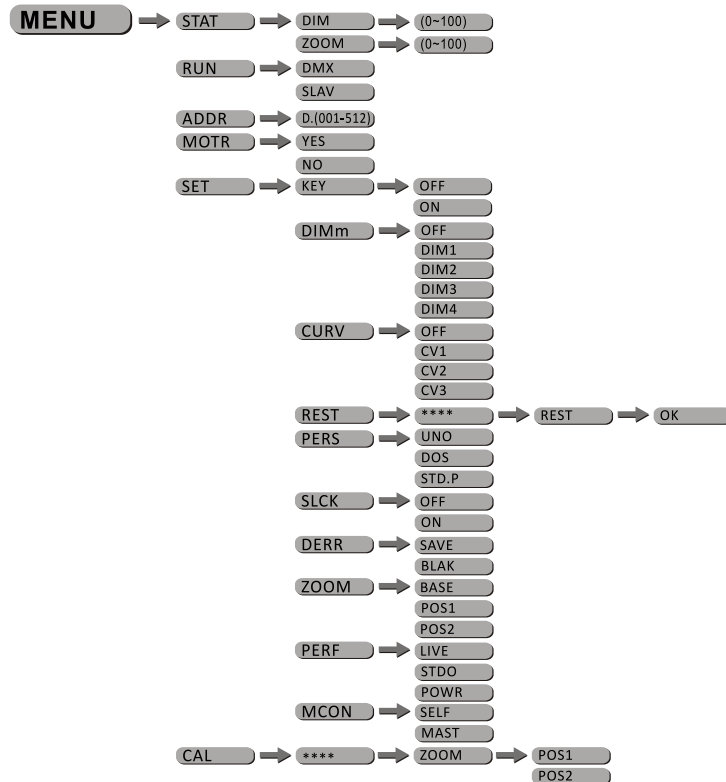 MENU STAT DIM (0~100)
ZOOM (0~100)
RUN DMX
SLAV
ADDR D.(001-512)
MOTR YES
NO
SET KEY OFF
ON
DIMm OFF
DIM1
DIM2
DIM3
DIM4
CURV OFF
CV1
CV2
CV3
REST **** REST OK
PERS UNO
DOS
STD.P
SLCK OFF
ON
DERR SAVE
BLAK
ZOOM BASE
POS1
POS2
PERF LIVE
STDO
POWR
MCON SELF
MAST
CAL **** ZOOM POS1
POS2